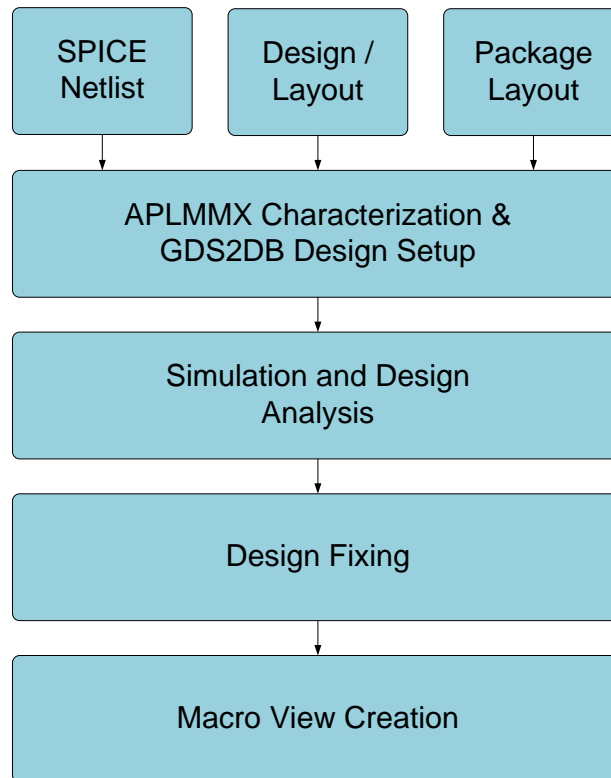 SPICE
Netlist
Design /
Layout
Package
Layout
APLMMX Characterization &
GDS2DB Design Setup
Simulation and Design
Analysis
Design Fixing
Macro View Creation